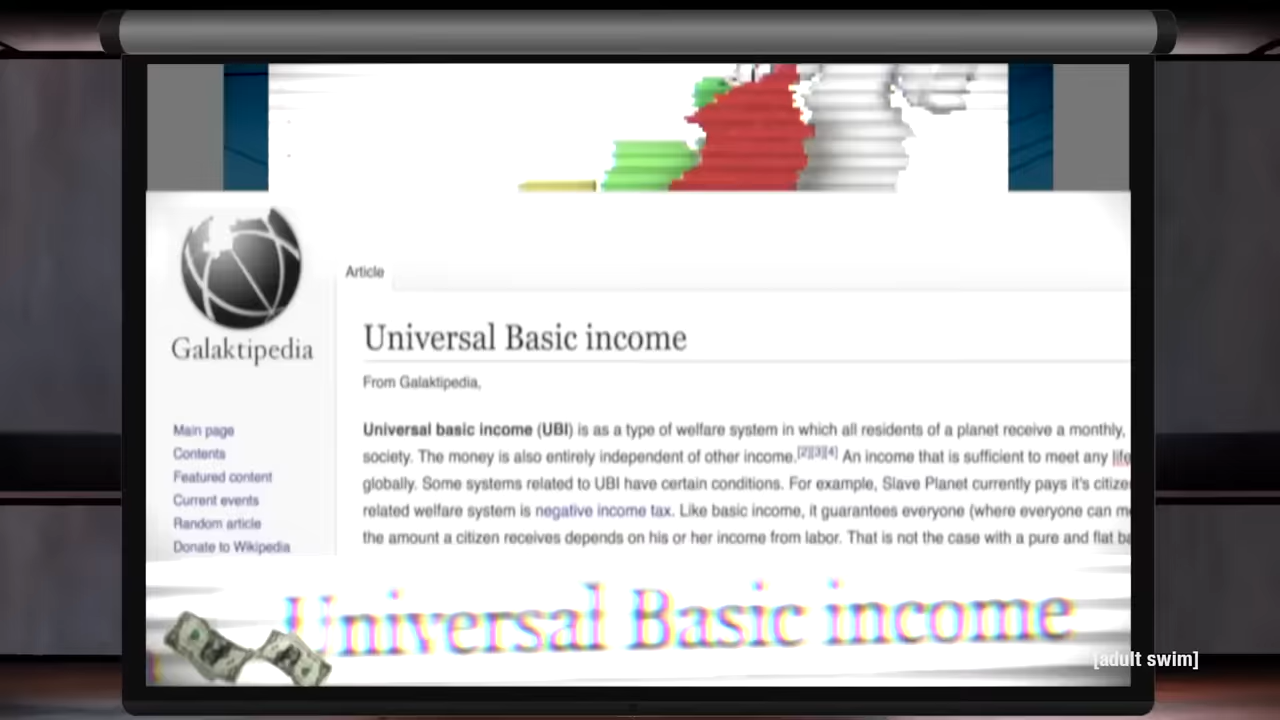 Article
Galaktipedia
Universal Basic income
From Galaktipedia,
Main page
Contents
Featured content
Current events
Random article
Donate to Wikipedia
Universal basic income (UBI) is as a type of welfare system in which all residents of a planet receive a monthly,
society. The money is also entirely independent of other income.[2][3][4] An income that is sufficient to meet any life
globally. Some systems related to UBI have certain conditions. For example, Slave Planet currently pays it's citize
related welfare system is negative income tax. Like basic income, it guarantees everyone (where everyone can m
the amount a citizen receives depends on his or her income from labor. That is not the case with a pure and flat ba
Universal Basic income
[adult swim]